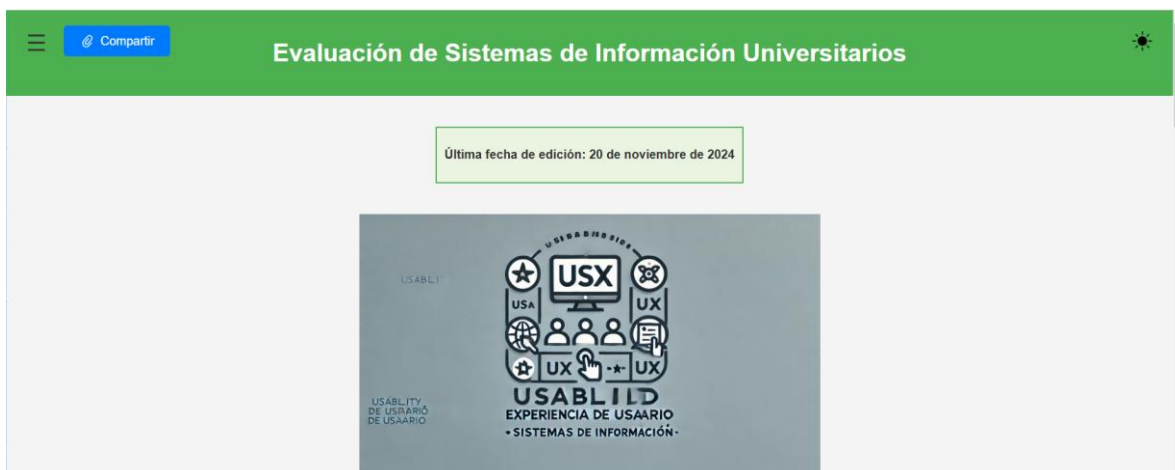 Compartir
Evaluación de Sistemas de Información Universitarios
Última fecha de edición: 20 de noviembre de 2024
USABLI
USX
USA
UX
UX
UX
USABLITY
DE USUARIO
DE USAARIO
USABLILD
EXPERIENCIA DE USAARIO
• SISTEMAS DE INFORMACIÓN•